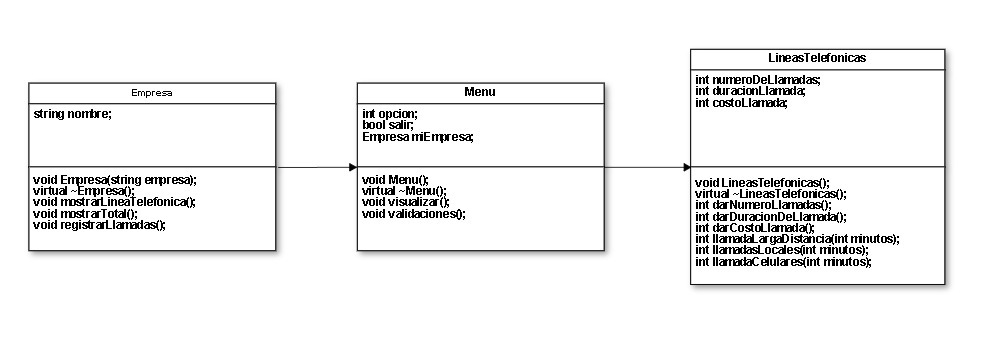 Empresa
string nombre;
void Empresa(string empresa);
virtual ~Empresa();
void mostrarLineaTelefonica();
void mostrarTotal();
void registrarLlamadas();
Menu
int opcion;
bool salir;
Empresa miEmpresa;
void Menu();
virtual ~Menu();
void visualizar();
void validaciones();
LineasTelefonicas
int numeroDeLlamadas;
int duracionLlamada;
int costoLlamada;
void LineasTelefonicas();
virtual ~LineasTelefonicas();
int darNumeroLlamadas();
int darDuracionDeLlamada();
int darCostoLlamada();
int llamadaLargaDistancia(int minutos);
int llamadasLocales(int minutos);
int llamadaCelulares(int minutos);